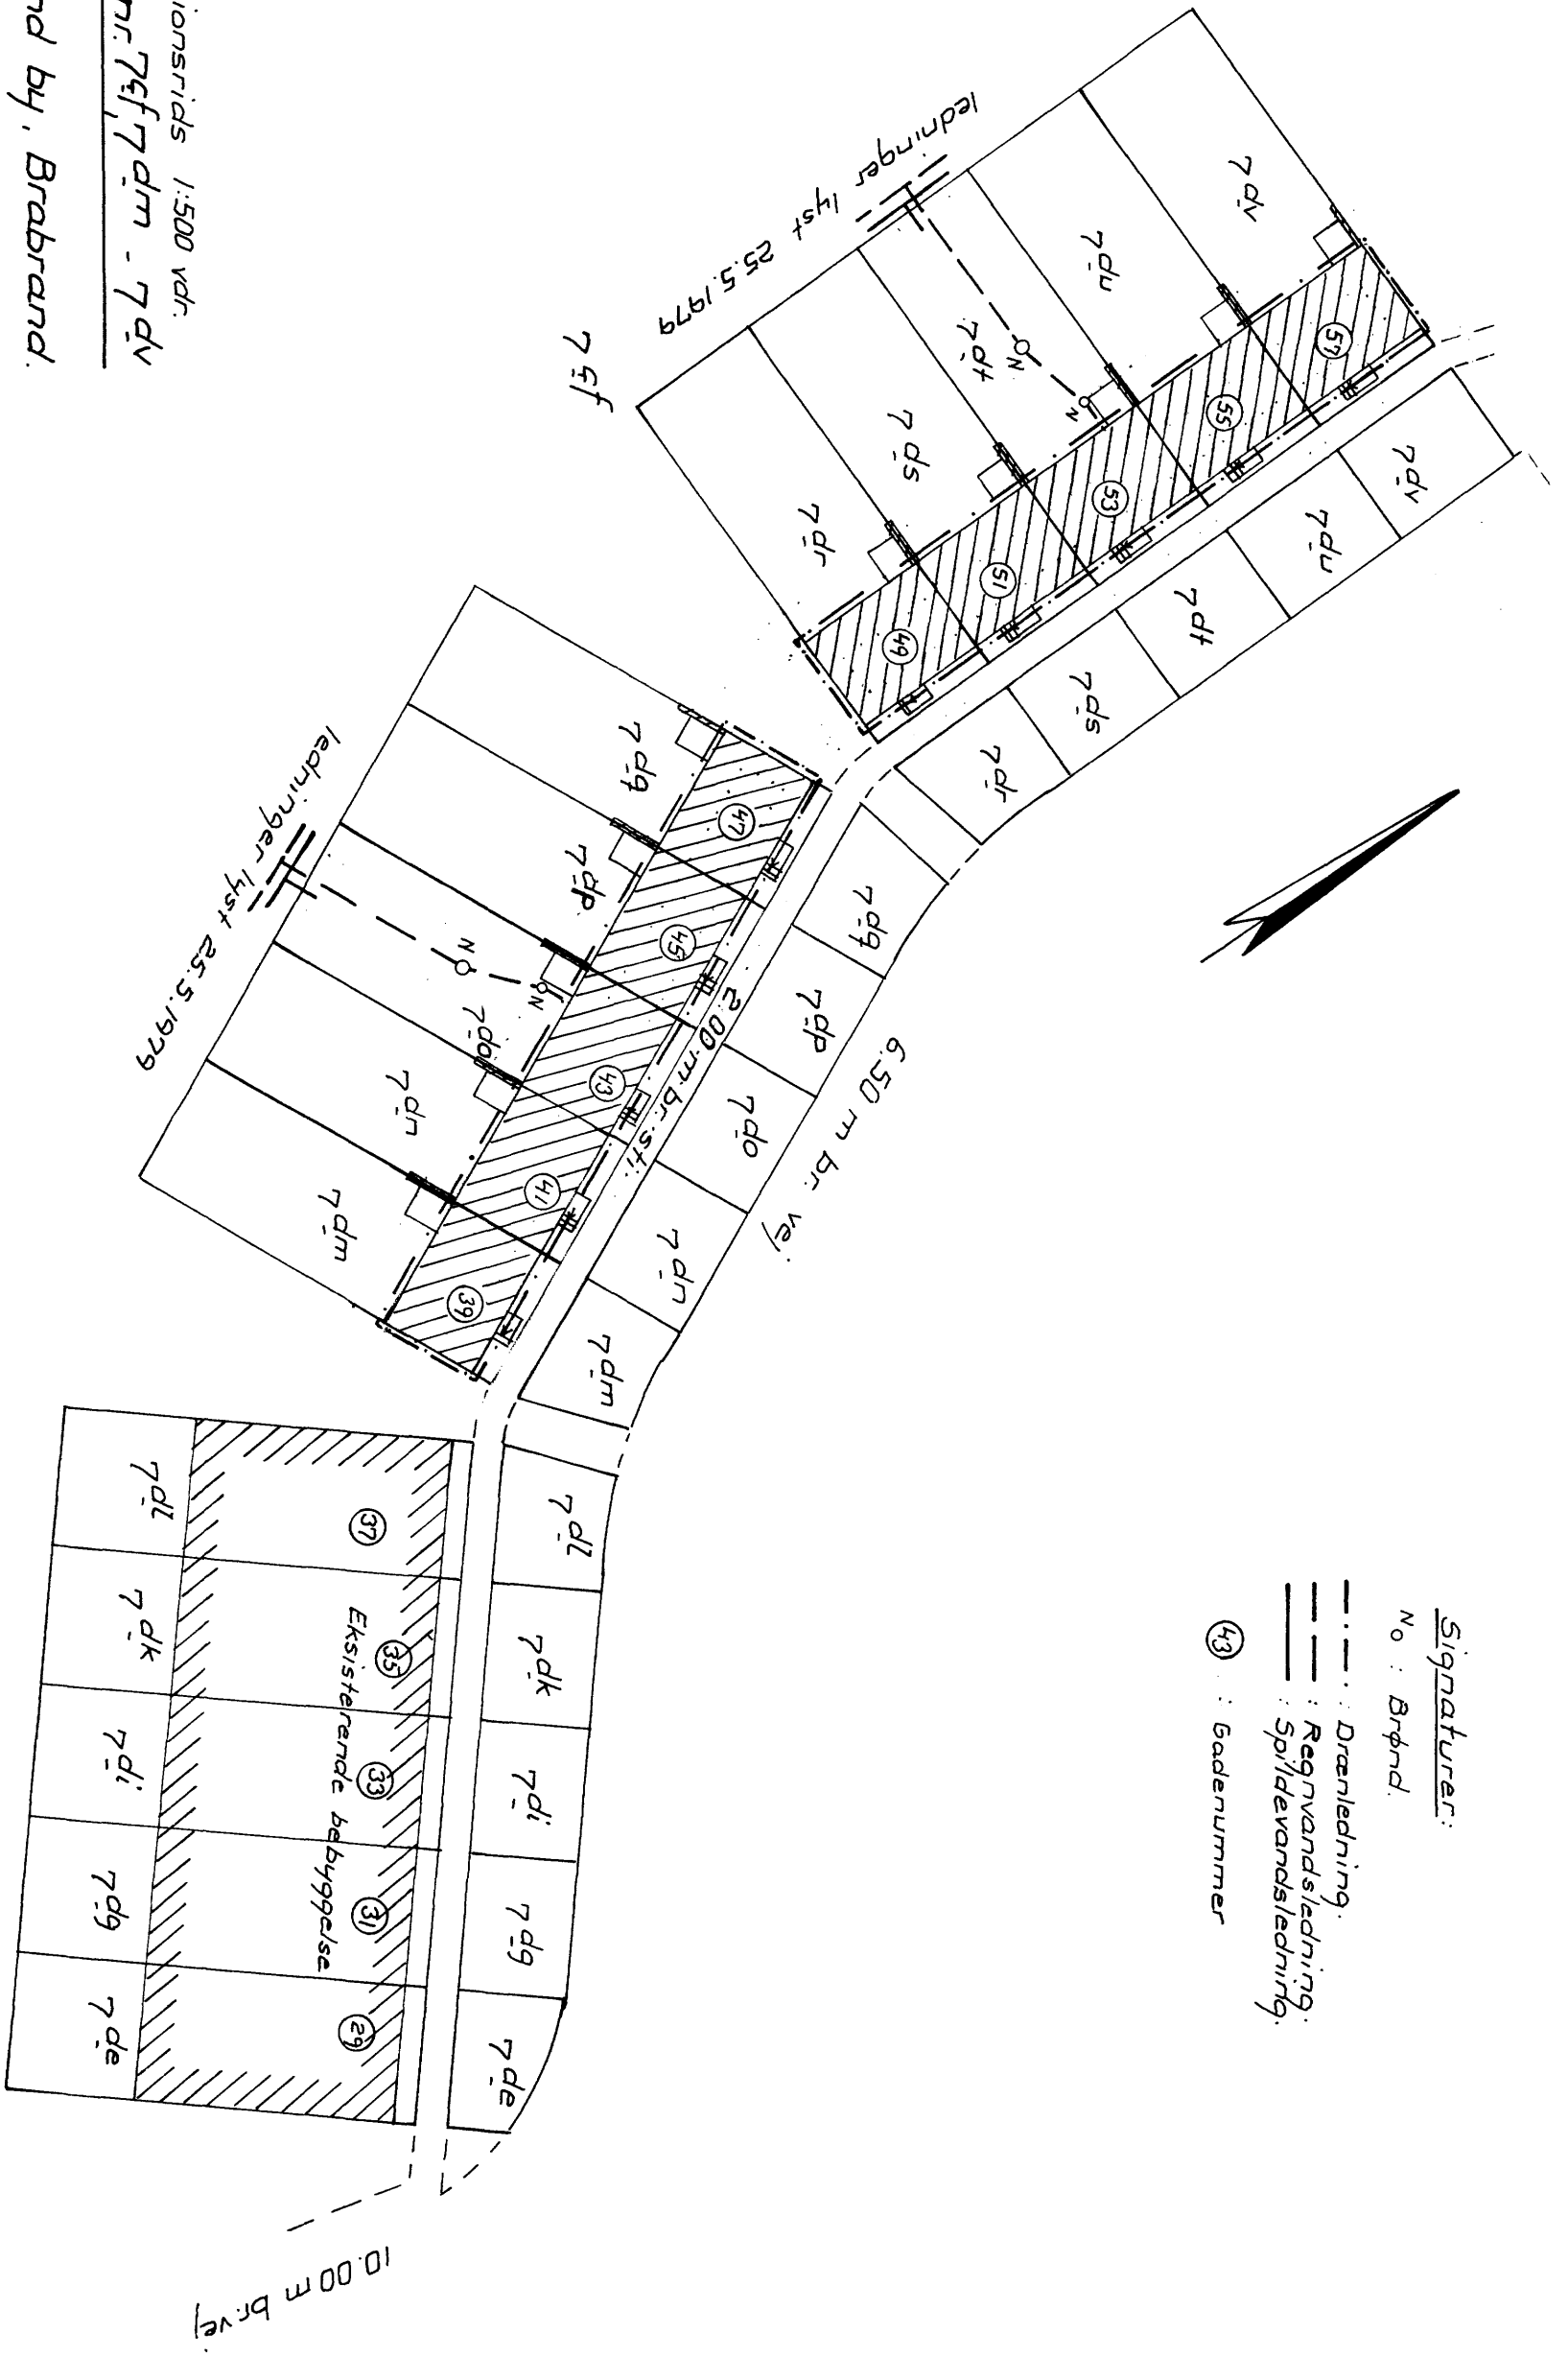 ionsrids 1:500 vdr.
nr. 7ef, 7dm - 7dv
nd by, Brabrand.
Signaturer:
No : Brønd.
: Drænledning.
: Regnvandsledning.
: Spildevandsledning.
43 : Gadenummer
ledninger lyst 25.5.1979
7dv
7du
7dt
7ds
7dr
N
N
57
55
53
51
49
7dv
7du
7dt
7ds
7dr
7ef
ledninger lyst 25.5.1979
7dq
7dp
7do
7dn
7dm
N
N
47
45
43
41
39
2.00 m br. sti.
7dq
7dp
7do
7dn
7dm
6.50 m br. vej.
7dl
7dk
7di
7dg
7de
37
35
33
31
29
Eksisterende bebyggelse
7dl
7dk
7di
7dg
7de
10.00 m br. vej.